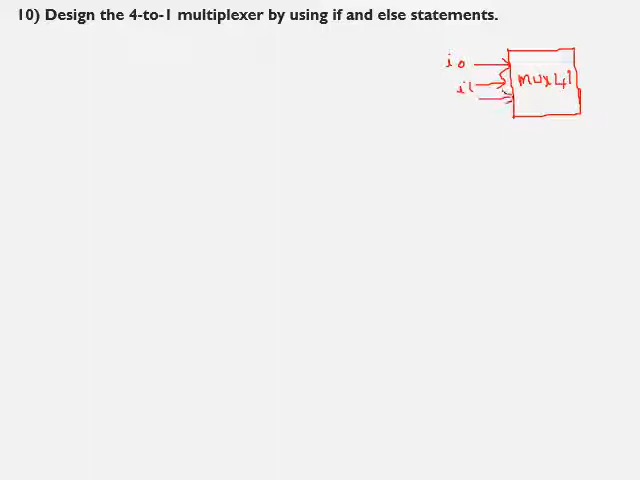 10) Design the 4-to-1 multiplexer by using if and else statements.
i0
mux41
i1